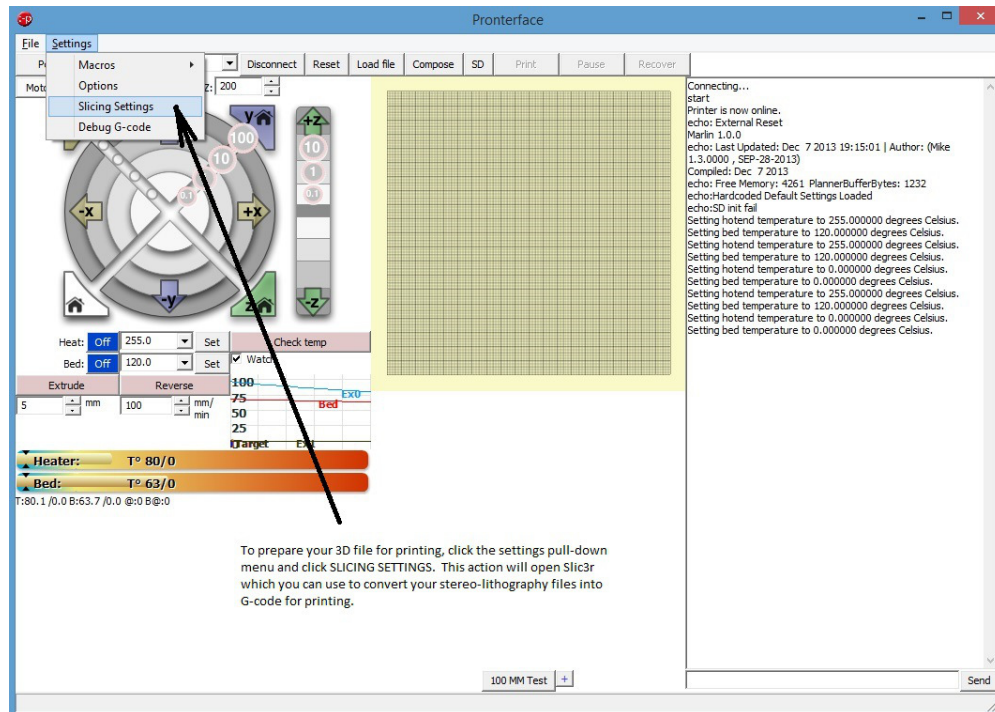 Pronterface
File Settings
Disconnect Reset Load file Compose SD Print Pause Recover
Macros
Options
Slicing Settings
Debug G-code
Z: 200
+Y
100
10
0.1
-X
+X
-y
z
+Z
10
1
0.1
-Z
Heat: Off 255.0 Set Check temp
Bed: Off 120.0 Set Watch
Extrude Reverse
5 mm 100 mm/
min
100
75
50
25
0
Ex0
Bed
Target Ex1
Heater: T° 80/0
Bed: T° 63/0
T:80.1 /0.0 B:63.7 /0.0 @:0 B@:0
Connecting...
start
Printer is now online.
echo: External Reset
Marlin 1.0.0
echo: Last Updated: Dec 7 2013 19:15:01 | Author: (Mike
1.3.0000 , SEP-28-2013)
Compiled: Dec 7 2013
echo: Free Memory: 4261 PlannerBufferBytes: 1232
echo:Hardcoded Default Settings Loaded
echo:SD init fail
Setting hotend temperature to 255.000000 degrees Celsius.
Setting bed temperature to 120.000000 degrees Celsius.
Setting hotend temperature to 255.000000 degrees Celsius.
Setting bed temperature to 120.000000 degrees Celsius.
Setting hotend temperature to 0.000000 degrees Celsius.
Setting bed temperature to 0.000000 degrees Celsius.
Setting hotend temperature to 255.000000 degrees Celsius.
Setting bed temperature to 120.000000 degrees Celsius.
Setting hotend temperature to 0.000000 degrees Celsius.
Setting bed temperature to 0.000000 degrees Celsius.
To prepare your 3D file for printing, click the settings pull-down
menu and click SLICING SETTINGS. This action will open Slic3r
which you can use to convert your stereo-lithography files into
G-code for printing.
100 MM Test +
Send